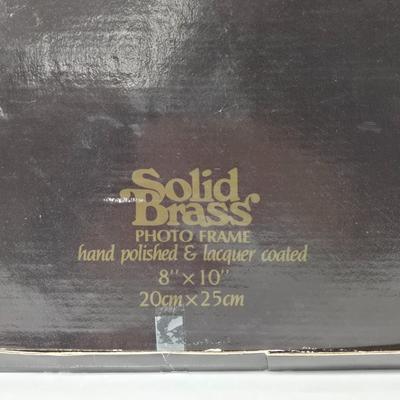 Solid
Brass
PHOTO FRAME
hand polished & lacquer coated
8" × 10"
20cm × 25cm